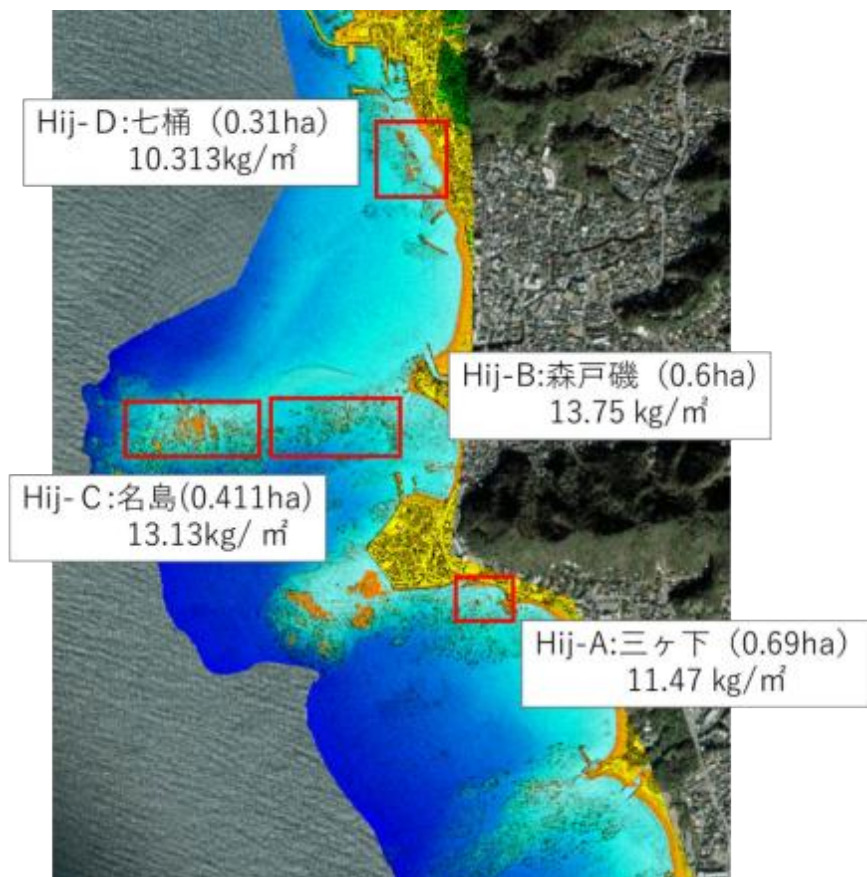 Hij-D:七桶（0.31ha）
10.313kg/㎡
Hij-B:森戸磯（0.6ha）
13.75 kg/㎡
Hij-C:名島(0.411ha)
13.13kg/ ㎡
Hij-A:三ヶ下（0.69ha）
11.47 kg/㎡